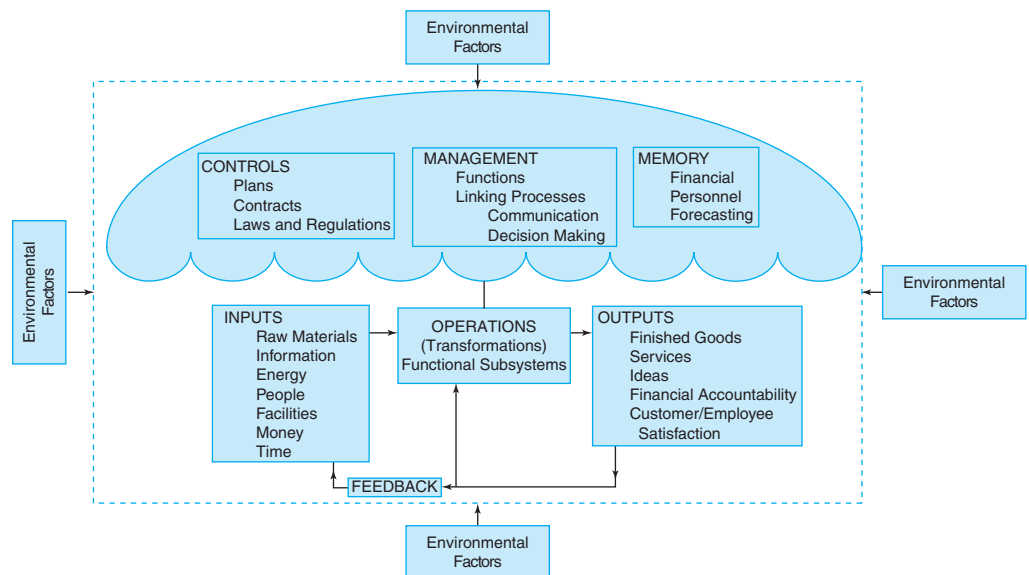 Environmental
Factors
CONTROLS
Plans
Contracts
Laws and Regulations
MANAGEMENT
Functions
Linking Processes
Communication
Decision Making
MEMORY
Financial
Personnel
Forecasting
Environmental
Factors
Environmental
Factors
INPUTS
Raw Materials
Information
Energy
People
Facilities
Money
Time
OPERATIONS
(Transformations)
Functional Subsystems
OUTPUTS
Finished Goods
Services
Ideas
Financial Accountability
Customer/Employee
Satisfaction
FEEDBACK
Environmental
Factors